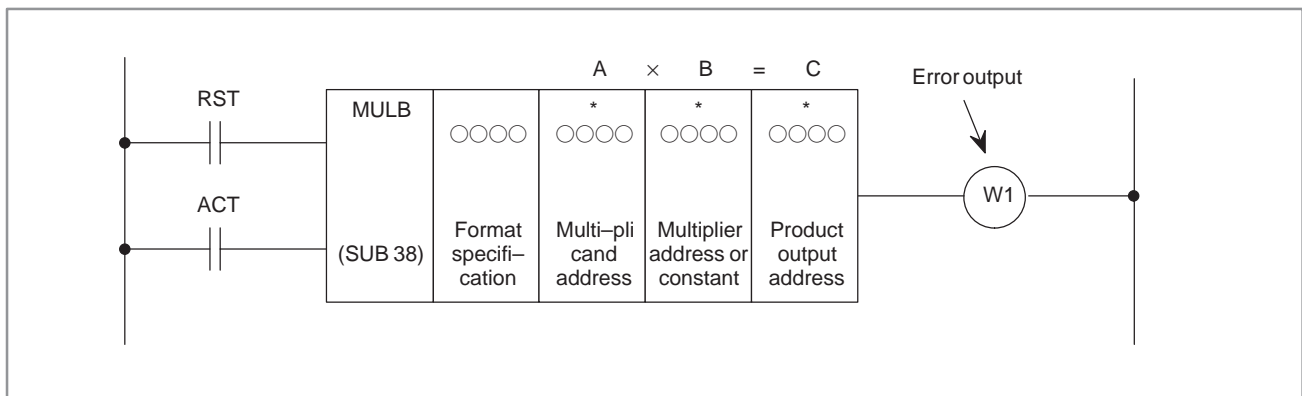 A × B = C
Error output
RST
MULB
* * *
○○○○ ○○○○ ○○○○ ○○○○
W1
ACT
(SUB 38)
Format
specifi–
cation
Multi–pli
cand
address
Multiplier
address or
constant
Product
output
address